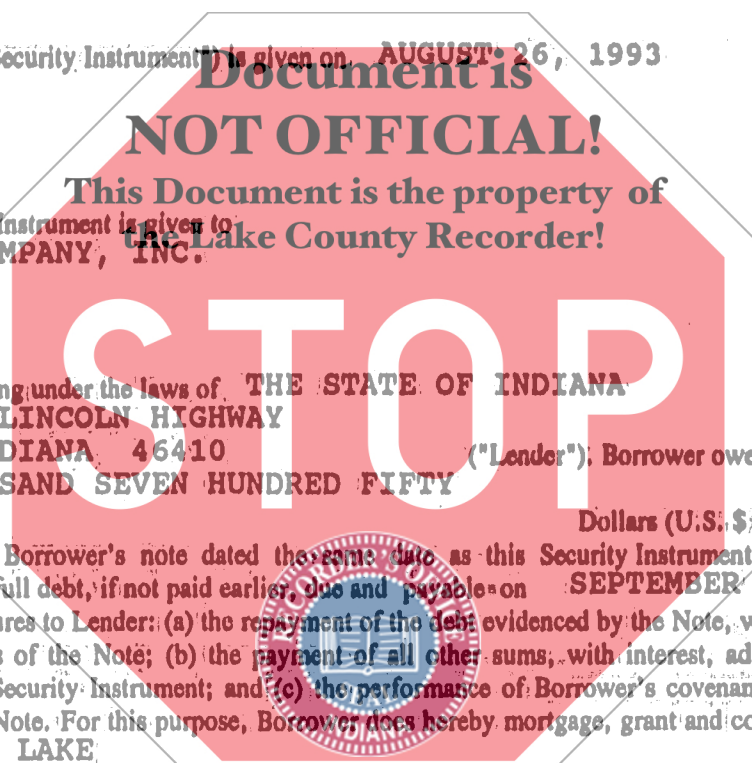 ecurity Instrument") is given on AUGUST 26, 1993
Document is
NOT OFFICIAL!
This Document is the property of
the Lake County Recorder!
instrument is given to
MPANY, INC.
STOP
ng under the laws of THE STATE OF INDIANA
LINCOLN HIGHWAY
DIANA 46410 ("Lender"). Borrower owe
SAND SEVEN HUNDRED FIFTY
Dollars (U.S. $
Borrower's note dated the same date as this Security Instrument
full debt, if not paid earlier, due and payable on SEPTEMBER
ures to Lender: (a) the repayment of the debt evidenced by the Note, w
s of the Note; (b) the payment of all other sums, with interest, ad
Security Instrument; and (c) the performance of Borrower's covenan
Note. For this purpose, Borrower does hereby mortgage, grant and co
LAKE